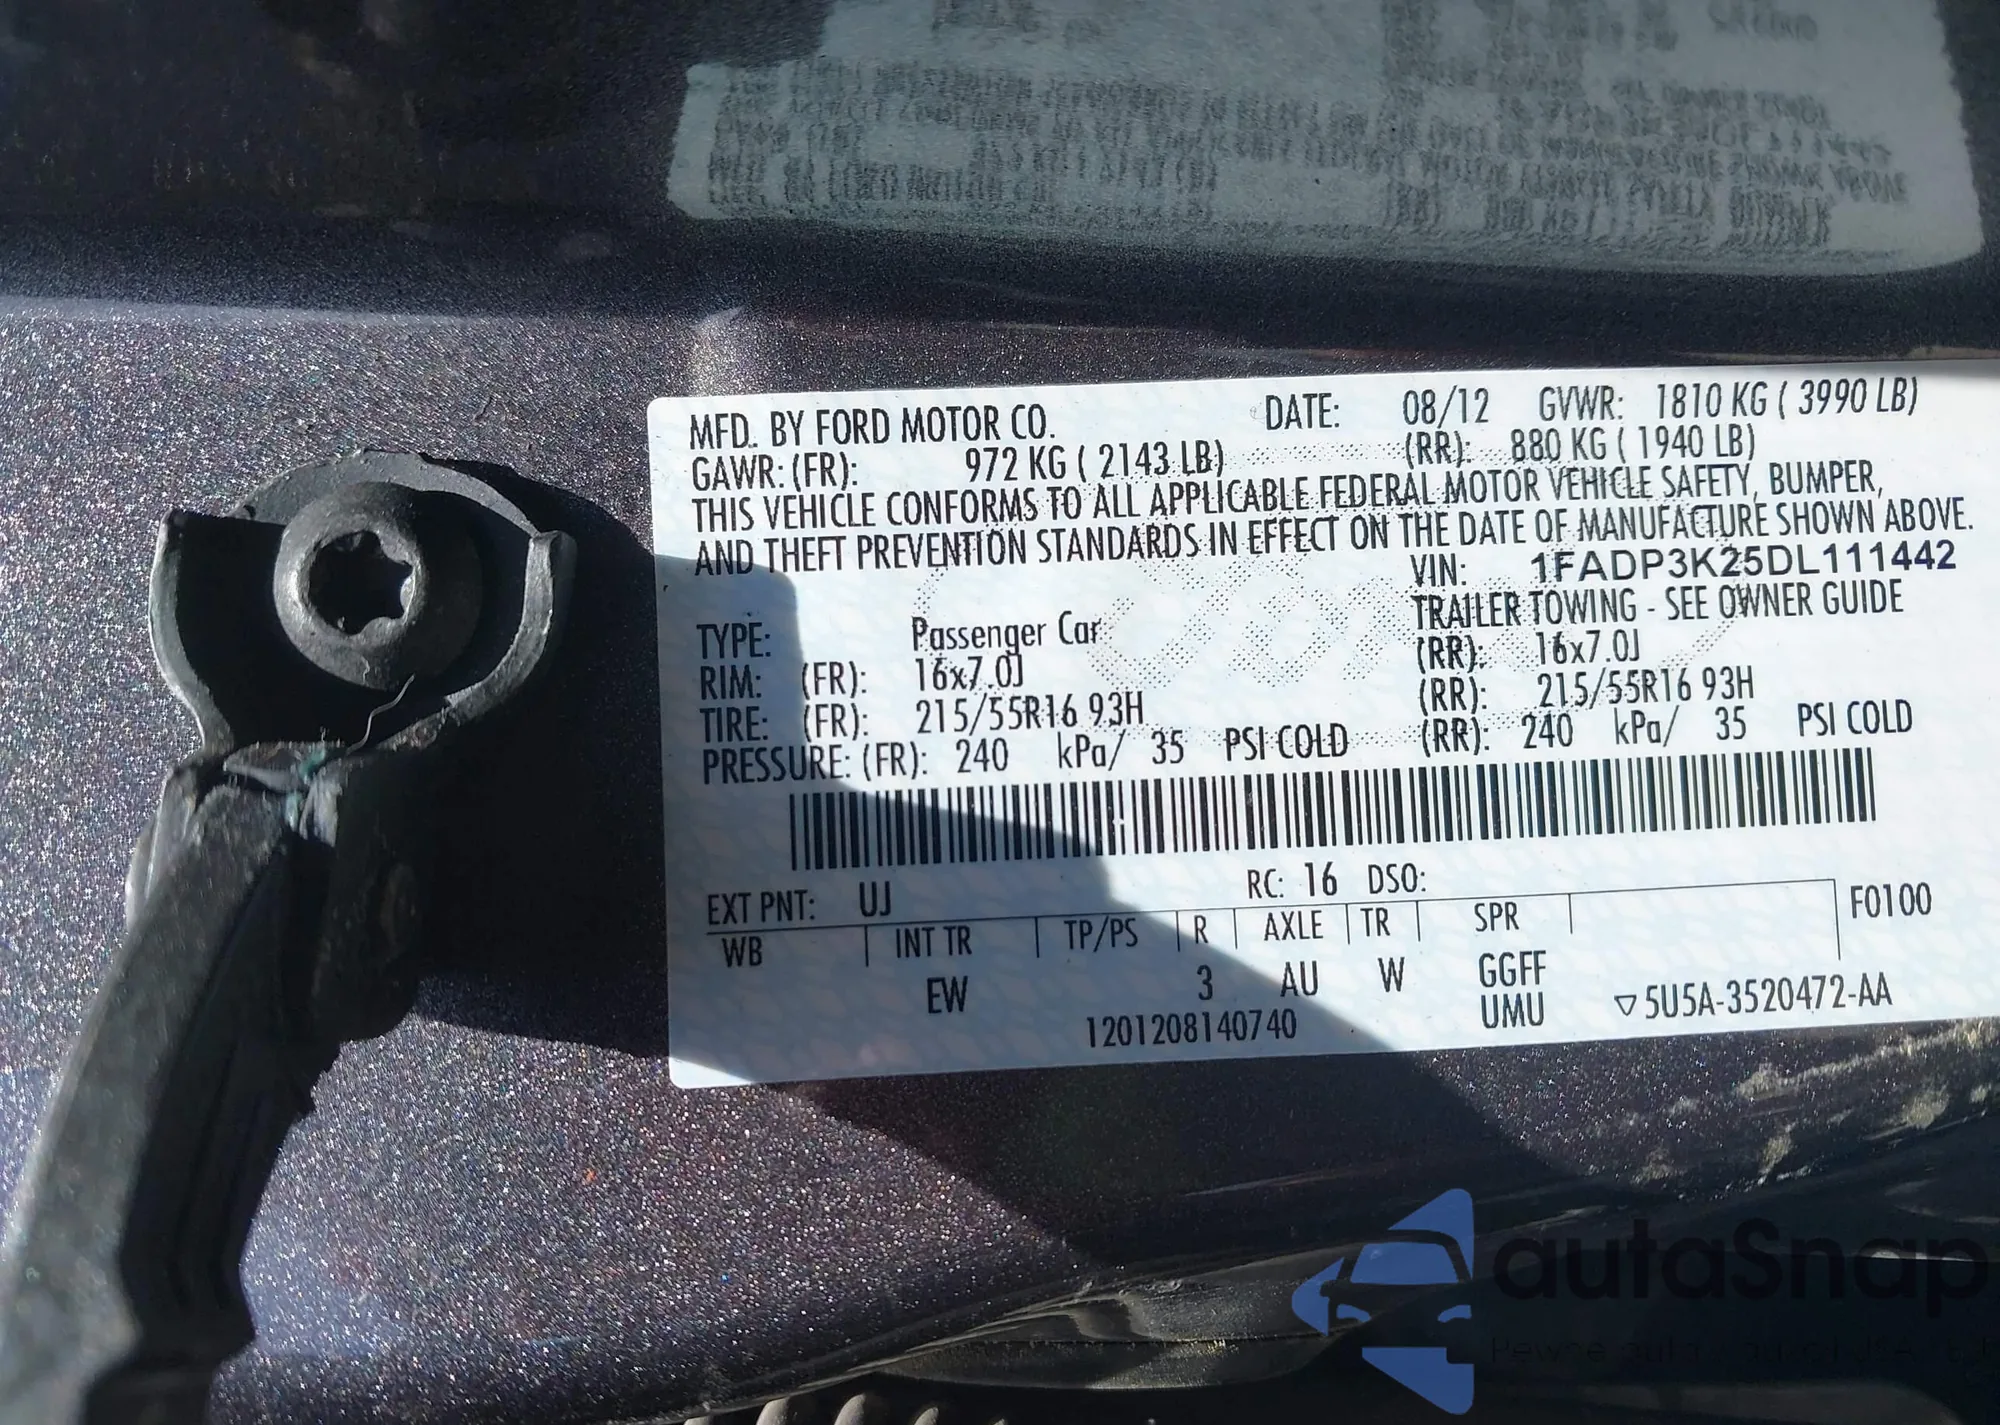 MFD. BY FORD MOTOR CO. DATE: 08/12 GVWR: 1810 KG ( 3990 LB)
GAWR: (FR): 972 KG ( 2143 LB) (RR): 880 KG ( 1940 LB)
THIS VEHICLE CONFORMS TO ALL APPLICABLE FEDERAL MOTOR VEHICLE SAFETY, BUMPER,
AND THEFT PREVENTION STANDARDS IN EFFECT ON THE DATE OF MANUFACTURE SHOWN ABOVE.
VIN: 1FADP3K25DL111442
TYPE: Passenger Car TRAILER TOWING - SEE OWNER GUIDE
RIM: (FR): 16x7.0J (RR): 16x7.0J
TIRE: (FR): 215/55R16 93H (RR): 215/55R16 93H
PRESSURE: (FR): 240 kPa/ 35 PSI COLD (RR): 240 kPa/ 35 PSI COLD
EXT PNT: UJ RC: 16 DSO: F0100
WB INT TR TP/PS R AXLE TR SPR
EW 3 AU W GGFF
1201208140740 UMU ▽5U5A-3520472-AA
autoSnap